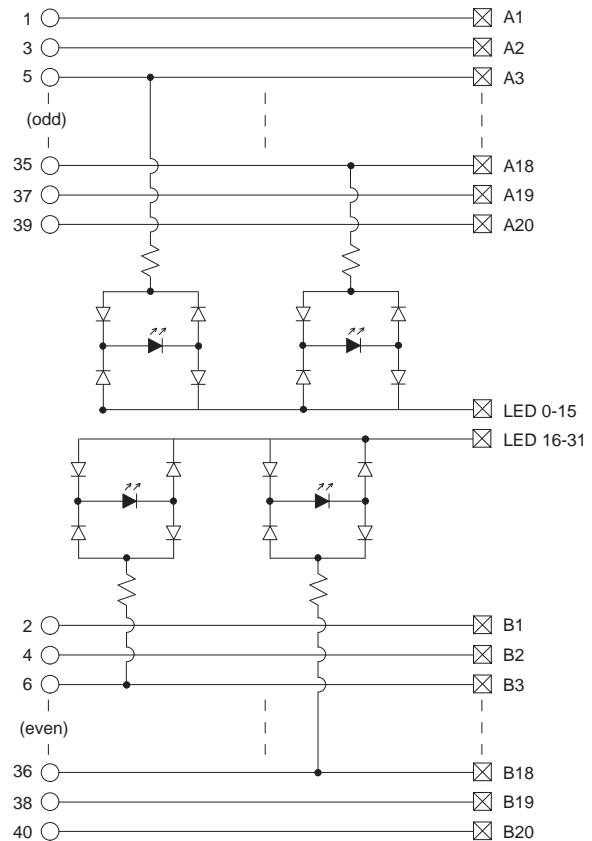 1 A1
3 A2
5 A3
(odd)
35 A18
37 A19
39 A20
LED 0-15
LED 16-31
2 B1
4 B2
6 B3
(even)
36 B18
38 B19
40 B20